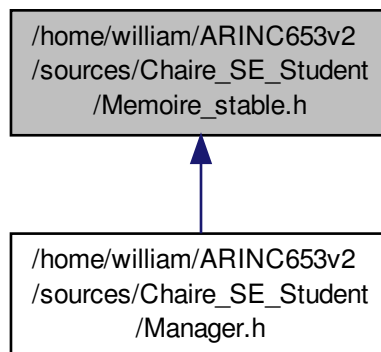 /home/william/ARINC653v2
/sources/Chaire_SE_Student
/Memoire_stable.h
/home/william/ARINC653v2
/sources/Chaire_SE_Student
/Manager.h